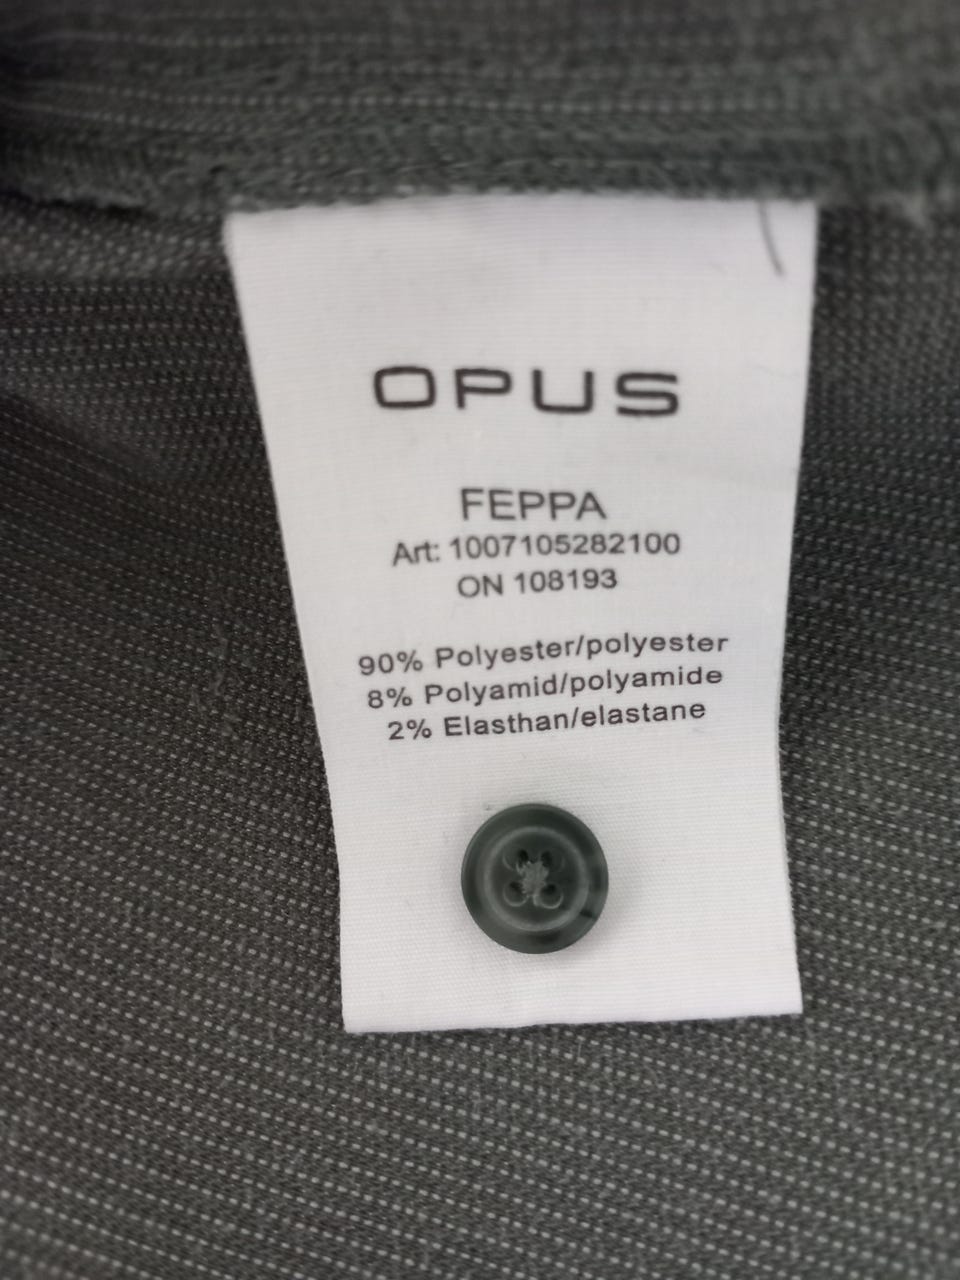 OPUS
FEPPA
Art: 1007105282100
ON 108193
90% Polyester/polyester
8% Polyamid/polyamide
2% Elasthan/elastane